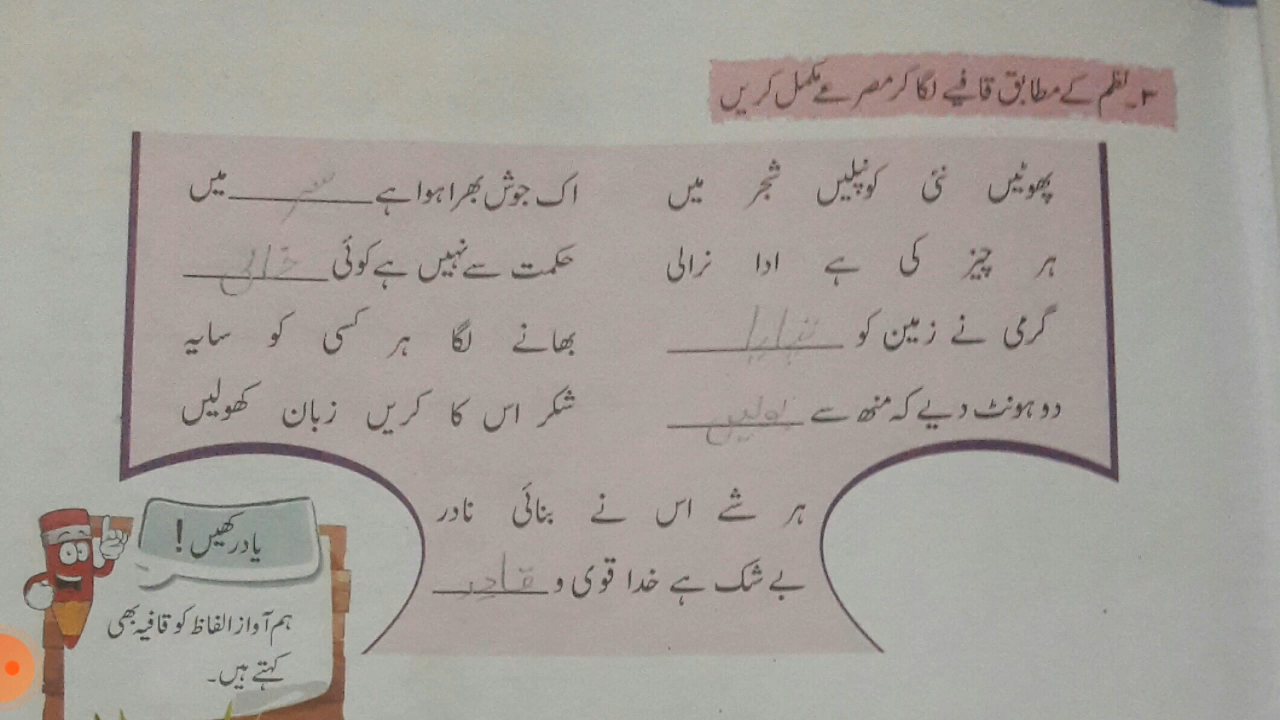 ۳۔ نظم کے مطابق قافیے لگا کر مصرعے مکمل کریں
پھوٹیں نئی کونپلیں شجر میں
اک جوش بھرا ہوا ہے میں
ہر چیز کی ہے ادا نرالی
حکمت سے نہیں ہے کوئی خالی
گرمی نے زمین کو
بھانے لگا ہر کسی کو سایہ
دو ہونٹ دیے کہ منھ سے بولیں
شکر اس کا کریں زبان کھولیں
ہر شے اس نے بنائی نادر
بے شک ہے خدا قوی و قادر
یاد رکھیں!
ہم آواز الفاظ کو قافیہ بھی
کہتے ہیں۔